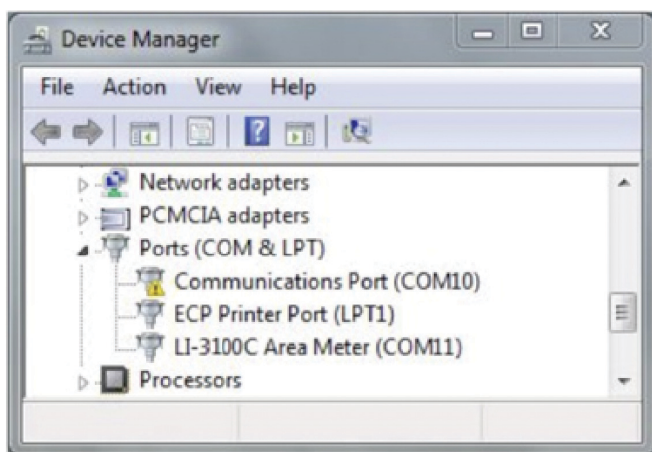 Device Manager
File Action View Help
Network adapters
PCMCIA adapters
Ports (COM & LPT)
Communications Port (COM10)
ECP Printer Port (LPT1)
LI-3100C Area Meter (COM11)
Processors